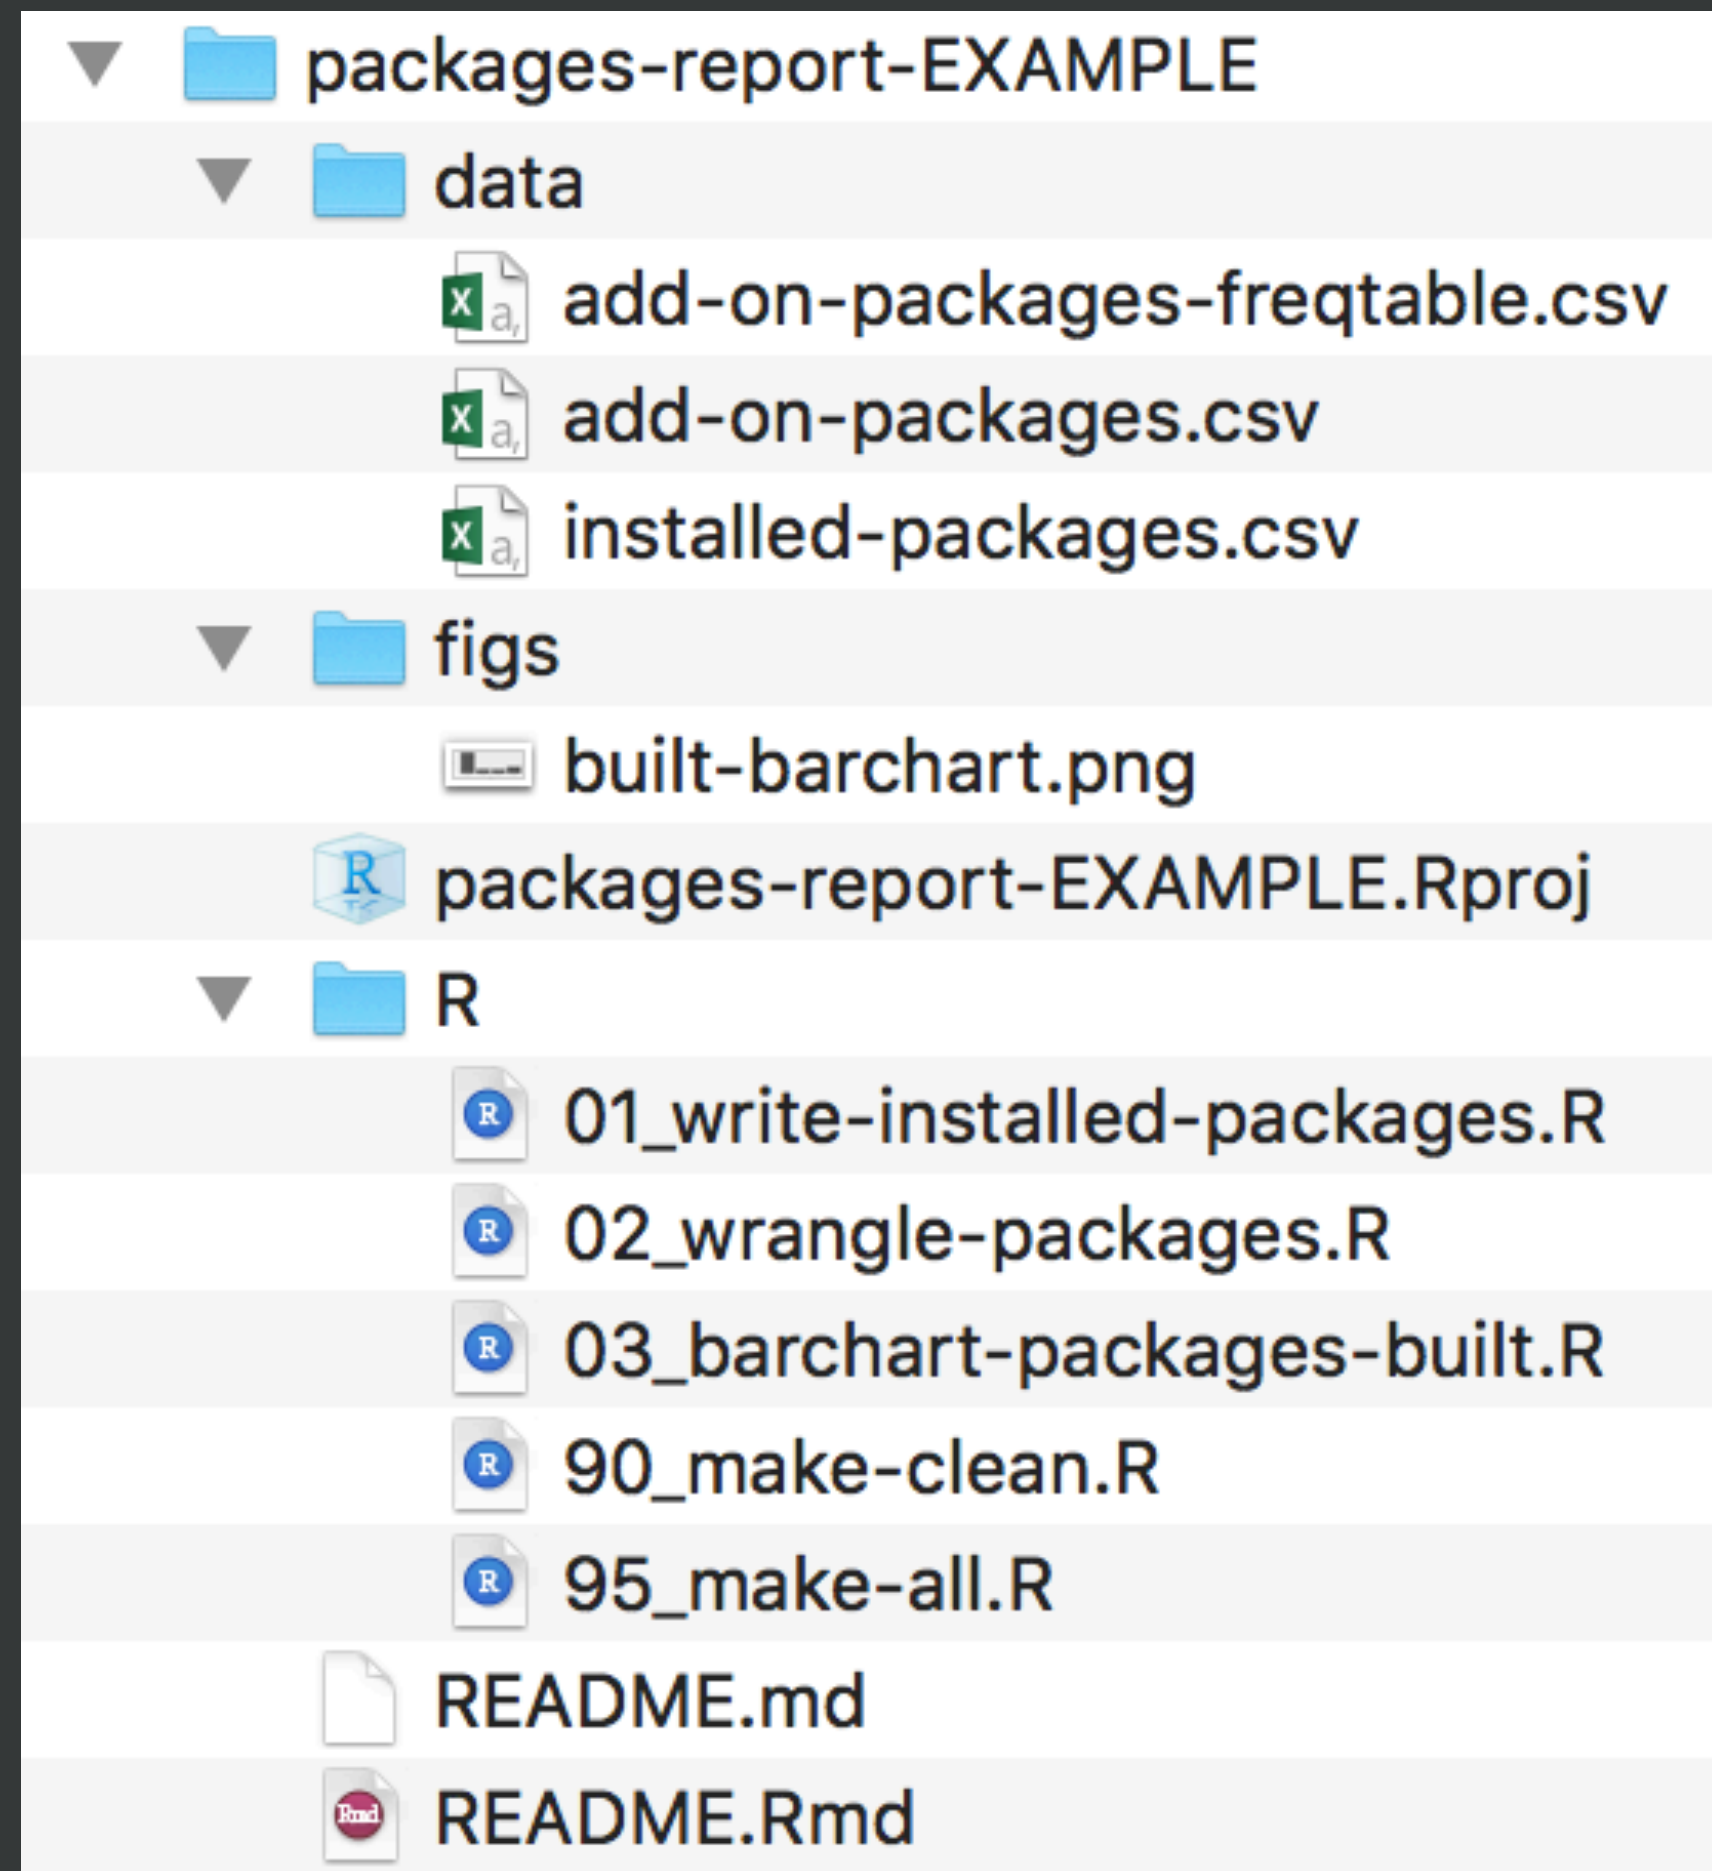 packages-report-EXAMPLE
data
add-on-packages-freqtable.csv
add-on-packages.csv
installed-packages.csv
figs
built-barchart.png
packages-report-EXAMPLE.Rproj
R
01_write-installed-packages.R
02_wrangle-packages.R
03_barchart-packages-built.R
90_make-clean.R
95_make-all.R
README.md
README.Rmd